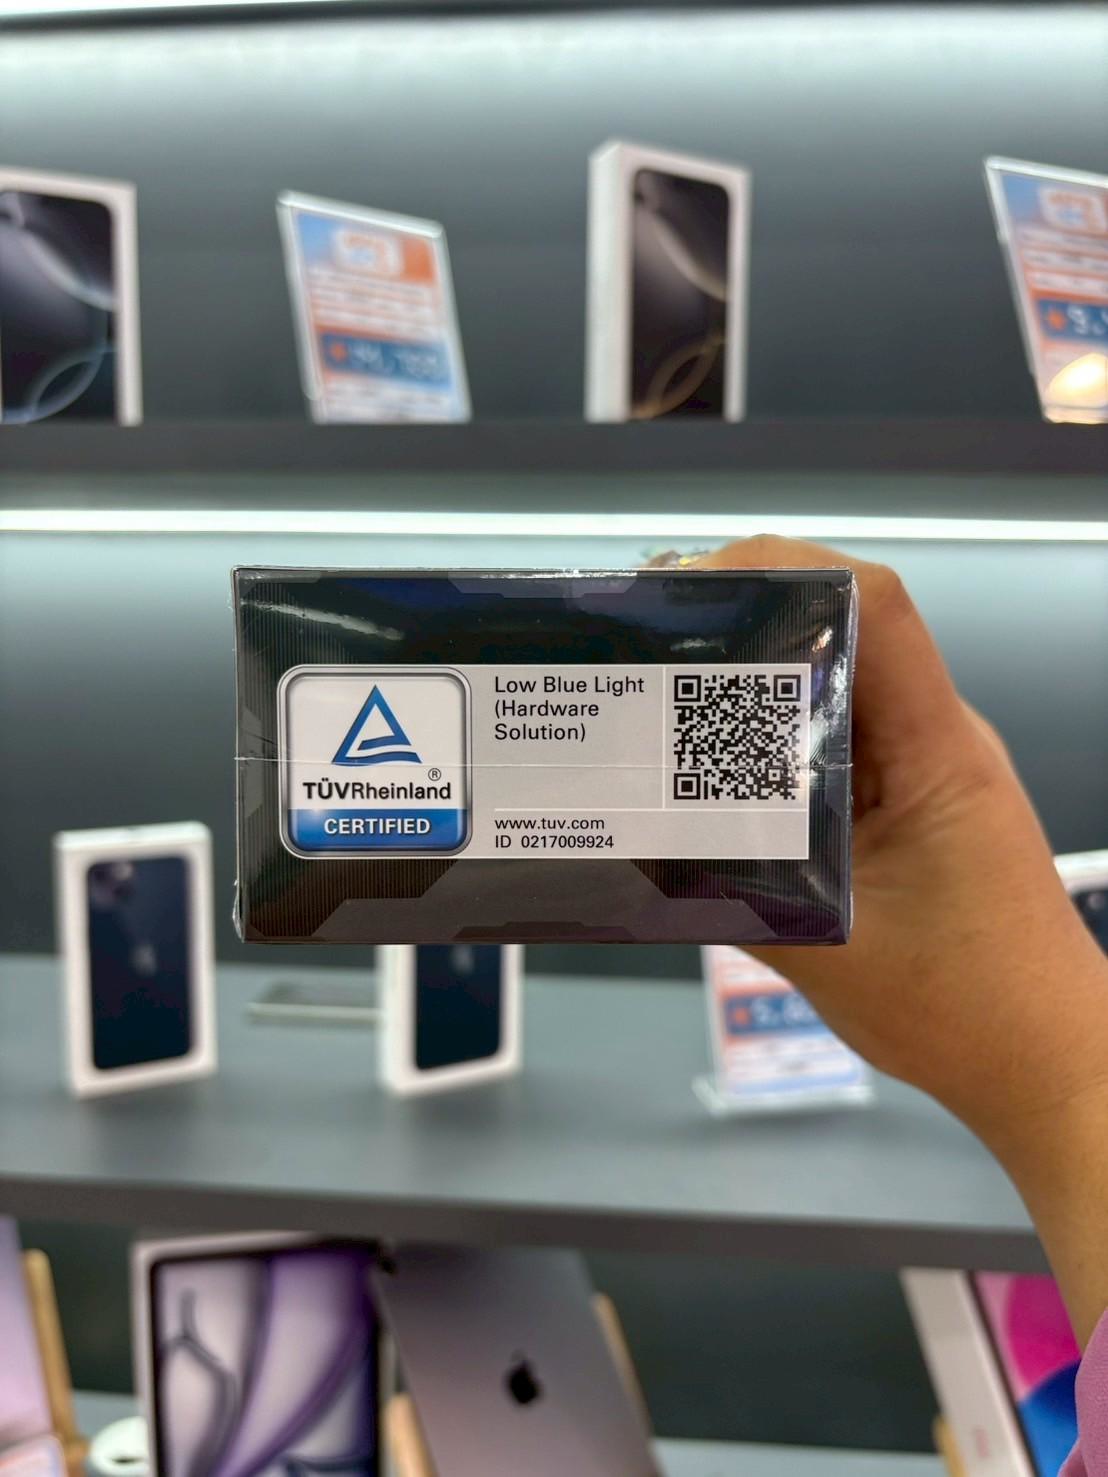 Low Blue Light
(Hardware
Solution)
®
TÜVRheinland
CERTIFIED
www.tuv.com
ID 0217009924